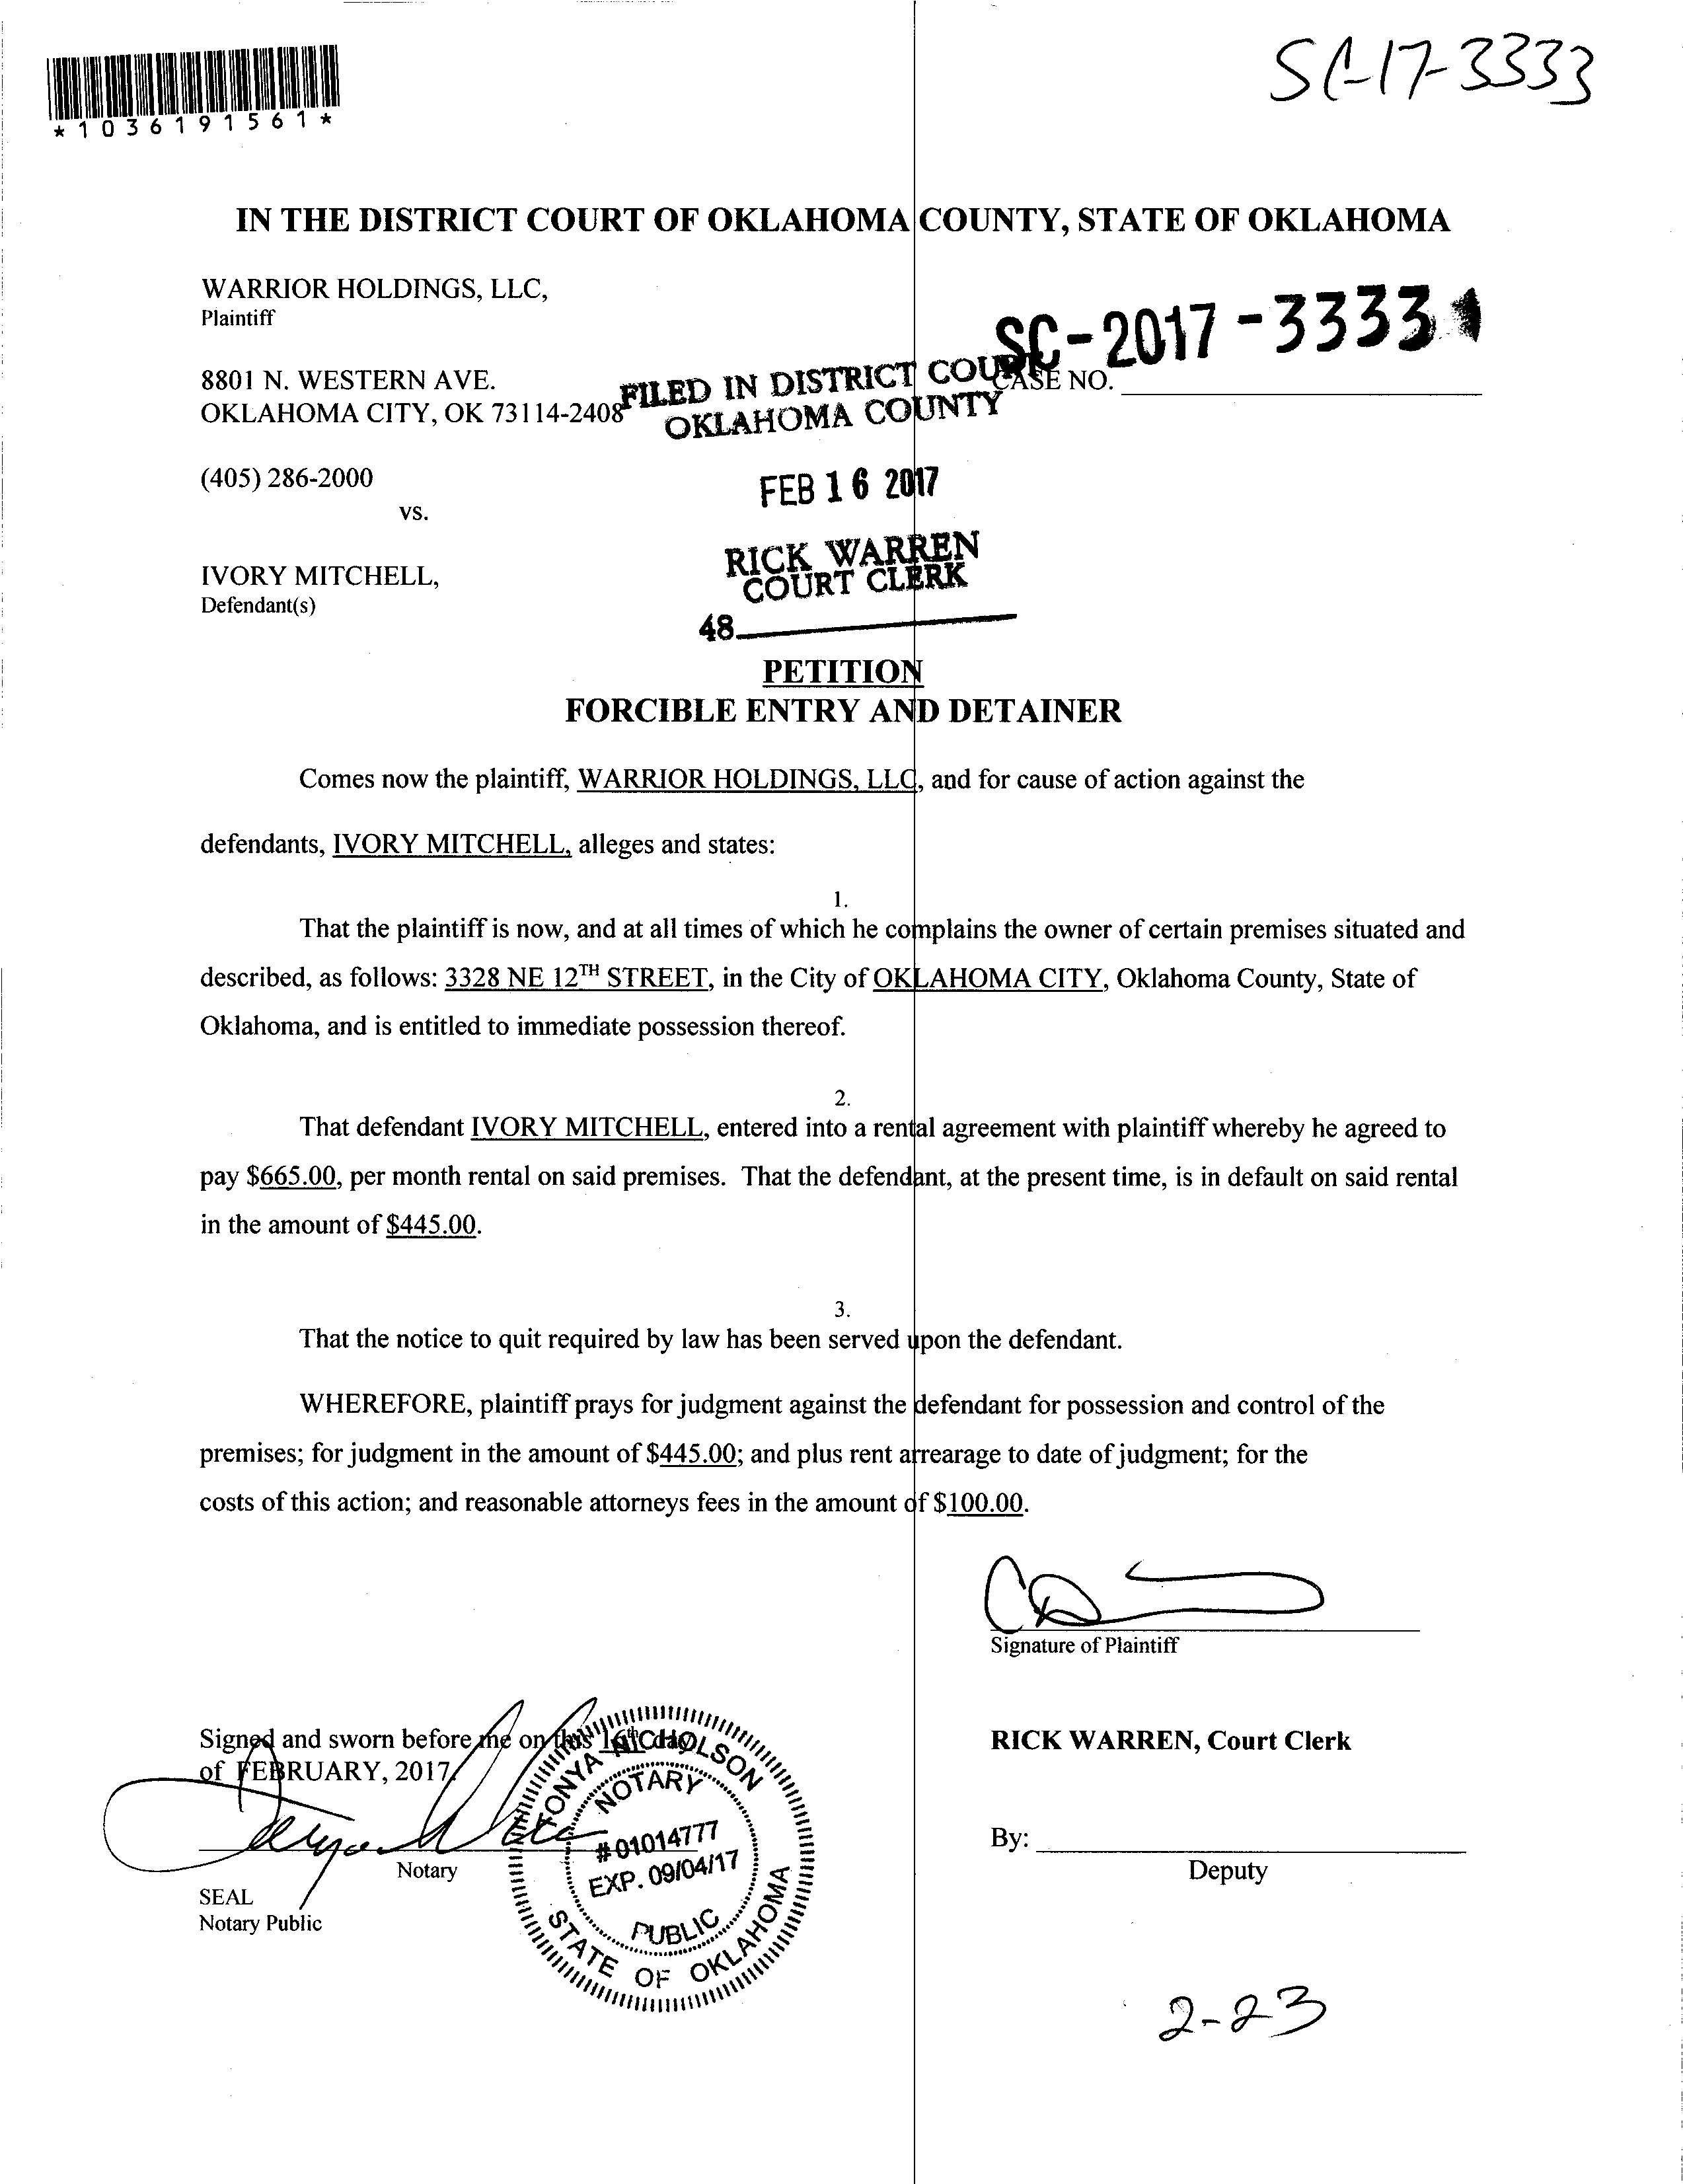 SC-17-3333
*1036191561*
IN THE DISTRICT COURT OF OKLAHOMA COUNTY, STATE OF OKLAHOMA
WARRIOR HOLDINGS, LLC,
Plaintiff
SC-2017-3333
8801 N. WESTERN AVE.
CASE NO.
OKLAHOMA CITY, OK 73114-2408
FILED IN DISTRICT COURT
OKLAHOMA COUNTY
(405) 286-2000
FEB 16 2017
vs.
RICK WARREN
COURT CLERK
IVORY MITCHELL,
Defendant(s)
48
PETITION
FORCIBLE ENTRY AND DETAINER
Comes now the plaintiff, WARRIOR HOLDINGS, LLC, and for cause of action against the
defendants, IVORY MITCHELL, alleges and states:
1.
That the plaintiff is now, and at all times of which he complains the owner of certain premises situated and
described, as follows: 3328 NE 12TH STREET, in the City of OKLAHOMA CITY, Oklahoma County, State of
Oklahoma, and is entitled to immediate possession thereof.
2.
That defendant IVORY MITCHELL, entered into a rental agreement with plaintiff whereby he agreed to
pay $665.00, per month rental on said premises. That the defendant, at the present time, is in default on said rental
in the amount of $445.00.
3.
That the notice to quit required by law has been served upon the defendant.
WHEREFORE, plaintiff prays for judgment against the defendant for possession and control of the
premises; for judgment in the amount of $445.00; and plus rent arrearage to date of judgment; for the
costs of this action; and reasonable attorneys fees in the amount of $100.00.
Signature of Plaintiff
Signed and sworn before me on this 16th day
of FEBRUARY, 2017.
RICK WARREN, Court Clerk
TONYA NICHOLSON
NOTARY
#01014777
EXP. 09/04/17
PUBLIC
STATE OF OKLAHOMA
By:
Deputy
Notary
SEAL
Notary Public
2-23